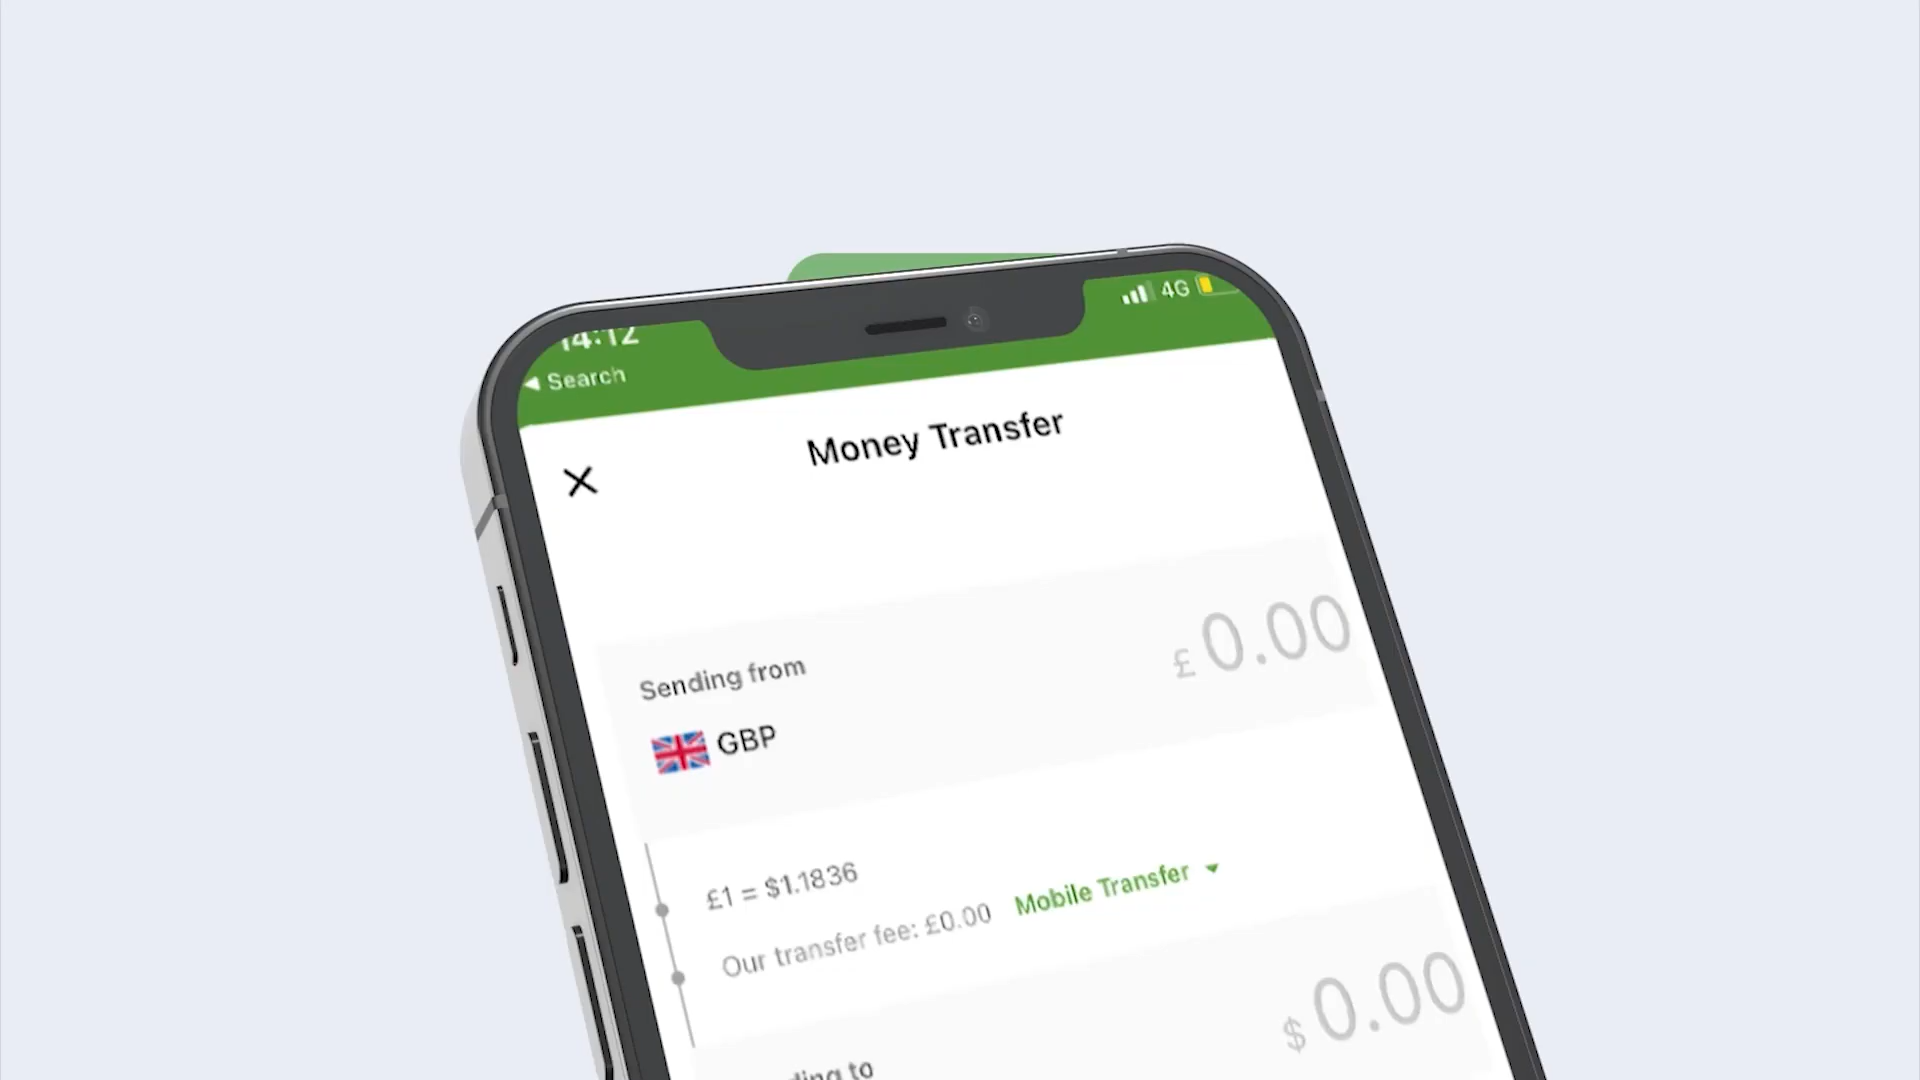 14:12
4G
◀ Search
Money Transfer
Sending from
£0.00
GBP
£1 = $1.1836
Our transfer fee: £0.00 Mobile Transfer
$0.00
to